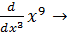 d/dx³ x⁹ →